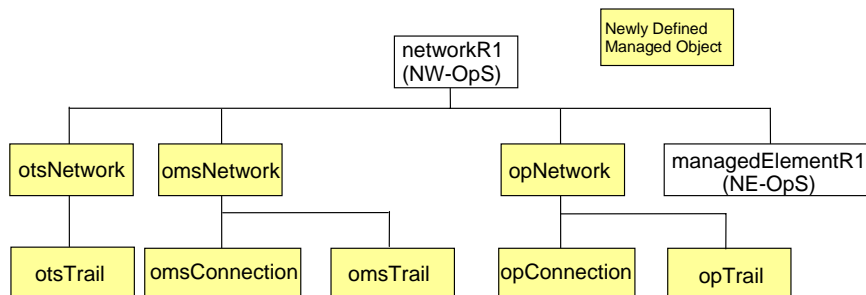 Newly Defined
Managed Object
networkR1
(NW-OpS)
otsNetwork
omsNetwork
opNetwork
managedElementR1
(NE-OpS)
otsTrail
omsConnection
omsTrail
opConnection
opTrail